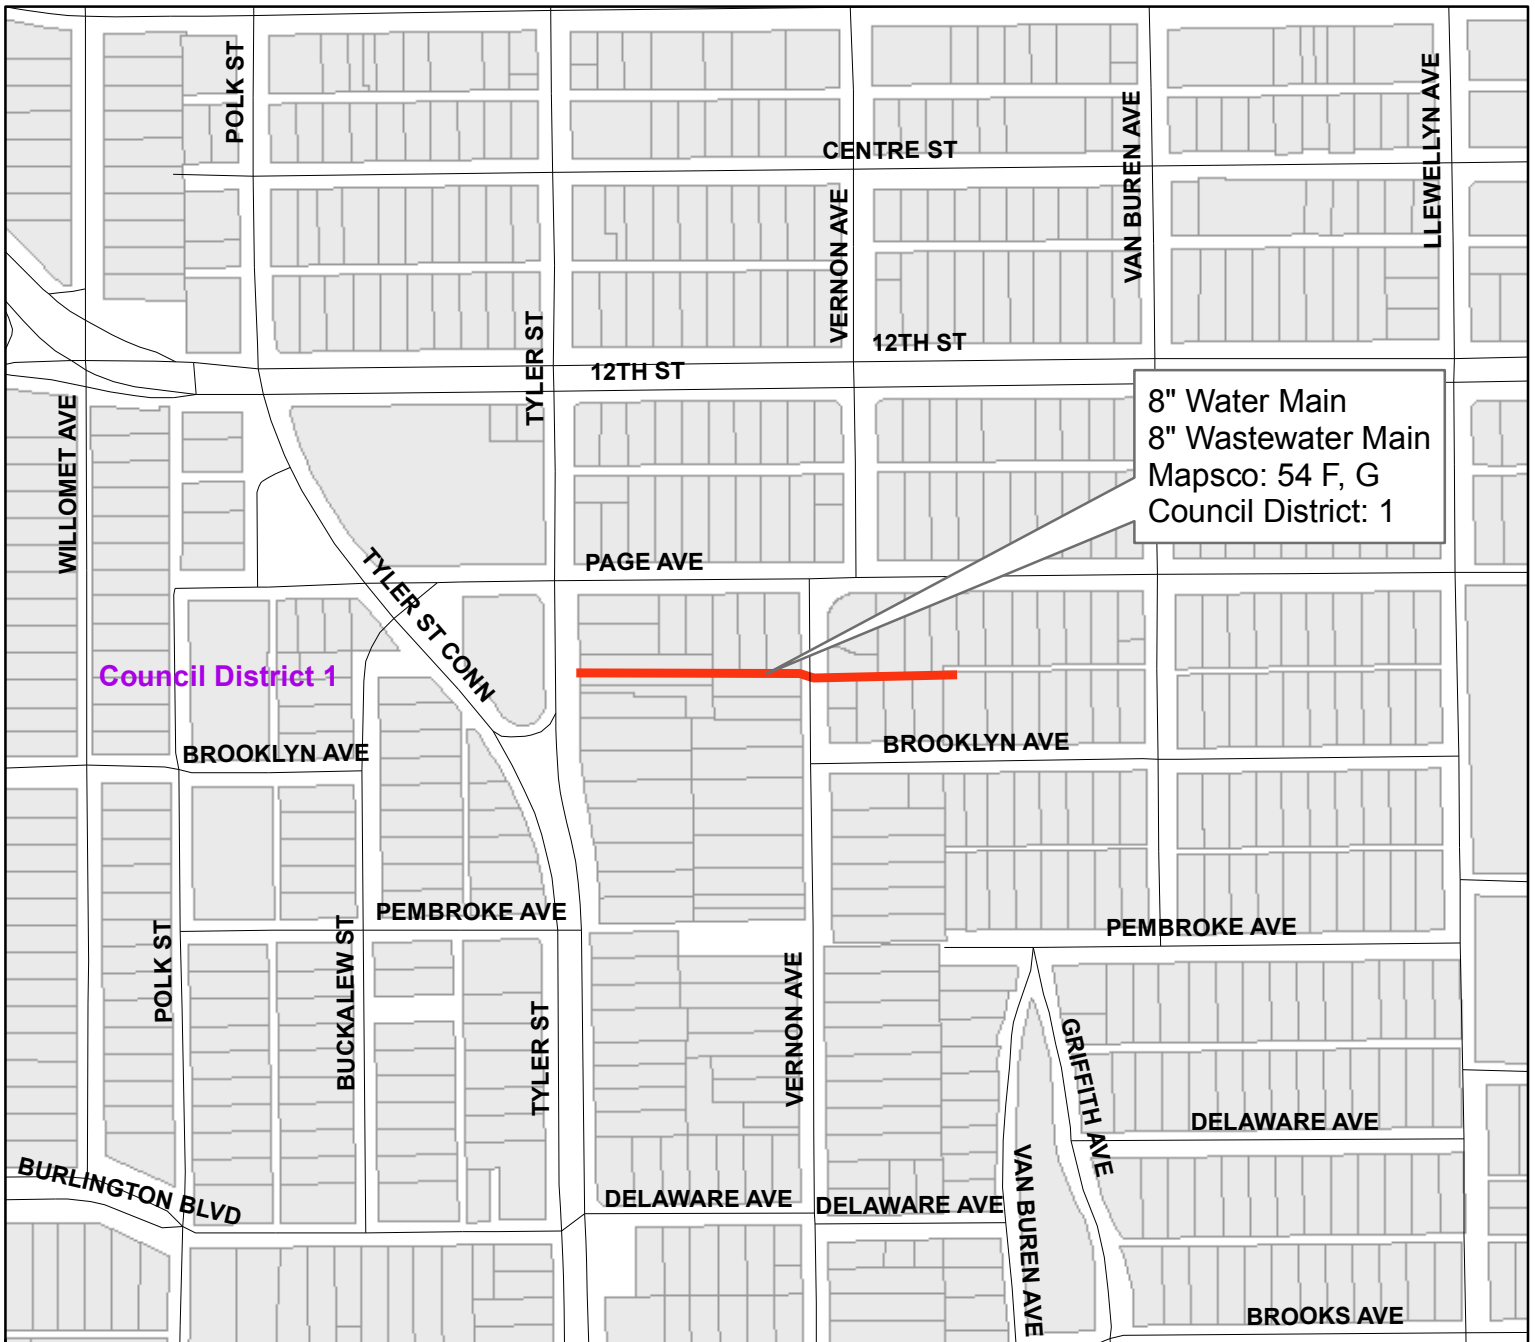 POLK ST
CENTRE ST
VAN BUREN AVE
LLEWELLYN AVE
VERNON AVE
TYLER ST
12TH ST
12TH ST
WILLOMET AVE
8" Water Main
8" Wastewater Main
Mapsco: 54 F, G
Council District: 1
PAGE AVE
TYLER ST CONN
Council District 1
BROOKLYN AVE
BROOKLYN AVE
PEMBROKE AVE
PEMBROKE AVE
POLK ST
BUCKALEW ST
TYLER ST
VERNON AVE
GRIFFITH AVE
DELAWARE AVE
BURLINGTON BLVD
DELAWARE AVE
DELAWARE AVE
VAN BUREN AVE
BROOKS AVE